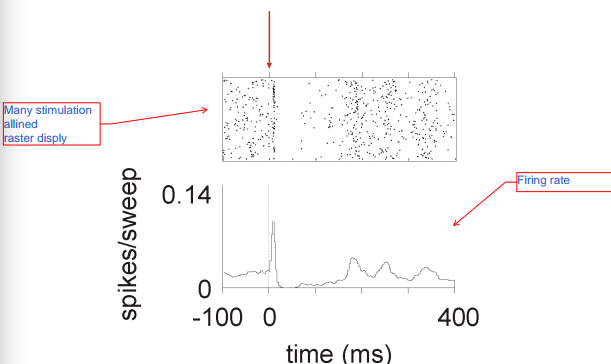 Many stimulation
allined
raster disply
Firing rate
spikes/sweep
0.14
0
-100 0 400
time (ms)